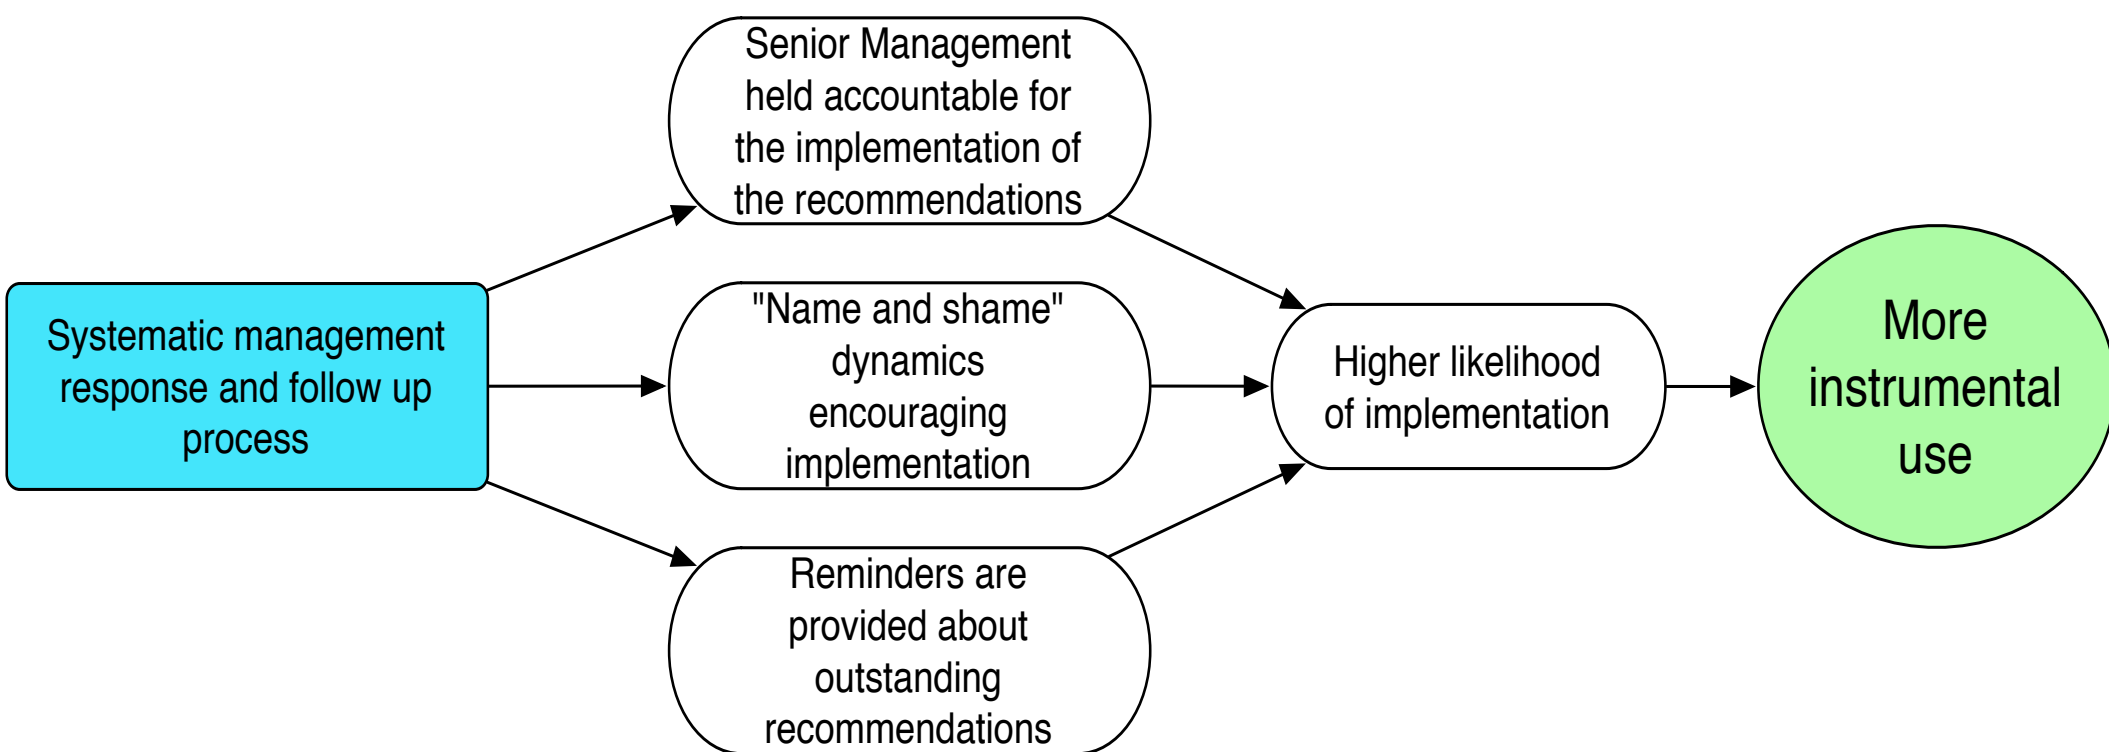 Systematic management
response and follow up
process
Senior Management
held accountable for
the implementation of
the recommendations
"Name and shame"
dynamics
encouraging
implementation
Reminders are
provided about
outstanding
recommendations
Higher likelihood
of implementation
More
instrumental
use